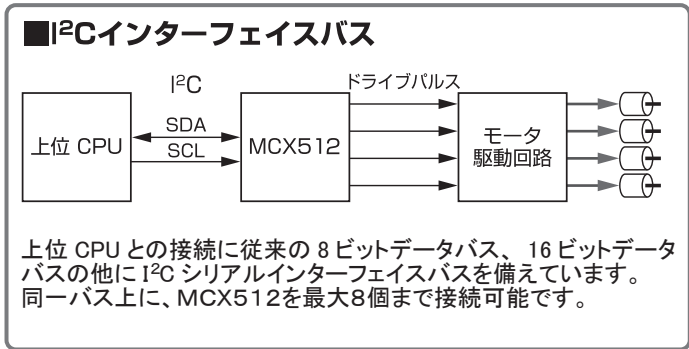 ■I²Cインターフェイスバス
I²C
ドライブパルス
上位 CPU
SDA
SCL
MCX512
モータ
駆動回路
上位 CPU との接続に従来の 8 ビットデータバス、 16 ビットデータ
バスの他に I²C シリアルインターフェイスバスを備えています。
同一バス上に、MCX512を最大8個まで接続可能です。